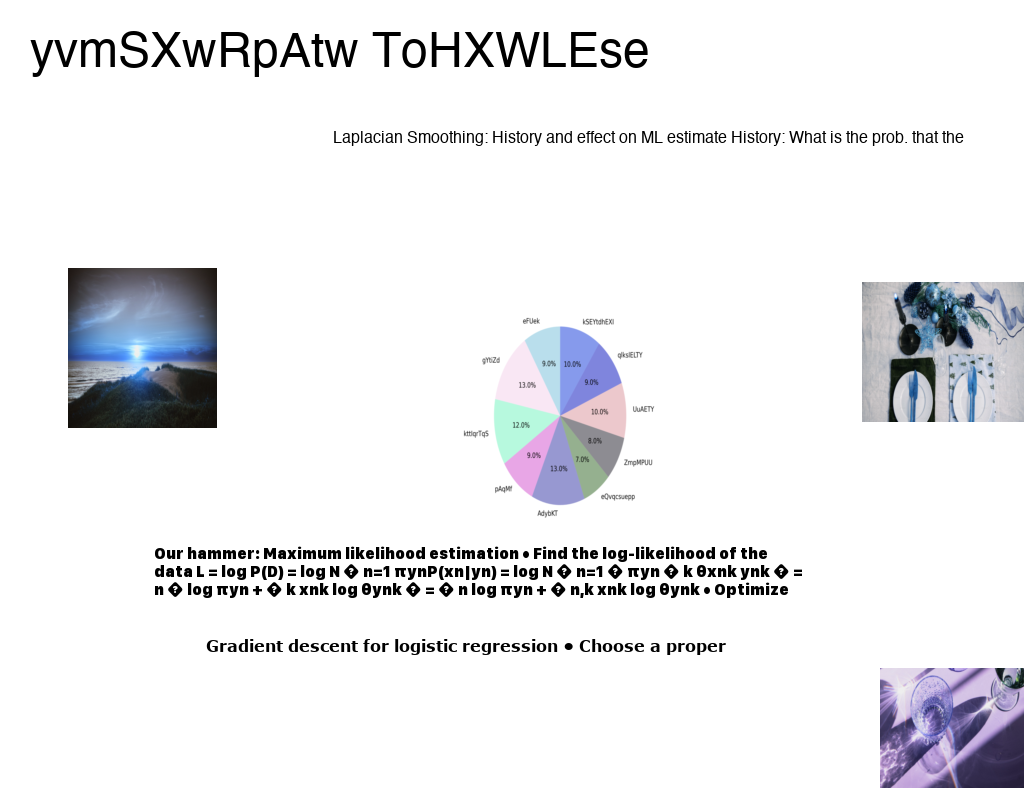 yvmSXwRpAtw ToHXWLEse
Laplacian Smoothing: History and effect on ML estimate History: What is the prob. that the
eFUek
kSEYtdhEXI
qlksIELTY
gYtiZd
9.0%
10.0%
9.0%
13.0%
10.0%
UuAETY
12.0%
kttIqrTqS
8.0%
9.0%
7.0%
ZmpMPUU
13.0%
pAqMf
eQvqcsuepp
AdybKT
Our hammer: Maximum likelihood estimation • Find the log-likelihood of the
data L = log P(D) = log N � n=1 πynP(xn|yn) = log N � n=1 � πyn � k θxnk ynk � =
n � log πyn + � k xnk log θynk � = � n log πyn + � n,k xnk log θynk • Optimize
Gradient descent for logistic regression • Choose a proper